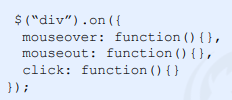 $(“div”).on({
mouseover: function(){},
mouseout: function(){},
click: function(){}
});